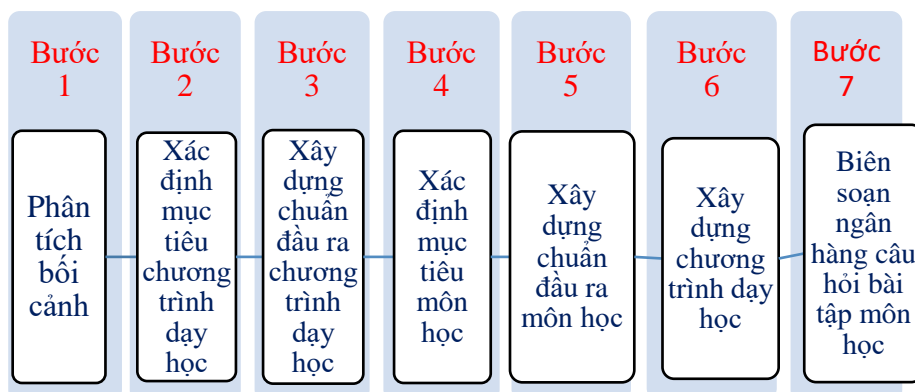 Bước
1
Phân
tích
bối
cảnh
Bước
2
Xác
định
mục
tiêu
chương
trình
dạy
học
Bước
3
Xây
dựng
chuẩn
đầu ra
chương
trình
dạy
học
Bước
4
Xác
định
mục
tiêu
môn
học
Bước
5
Xây
dựng
chuẩn
đầu ra
môn học
Bước
6
Xây
dựng
chương
trình dạy
học
Bước
7
Biên
soạn
ngân
hàng câu
hỏi bài
tập môn
học